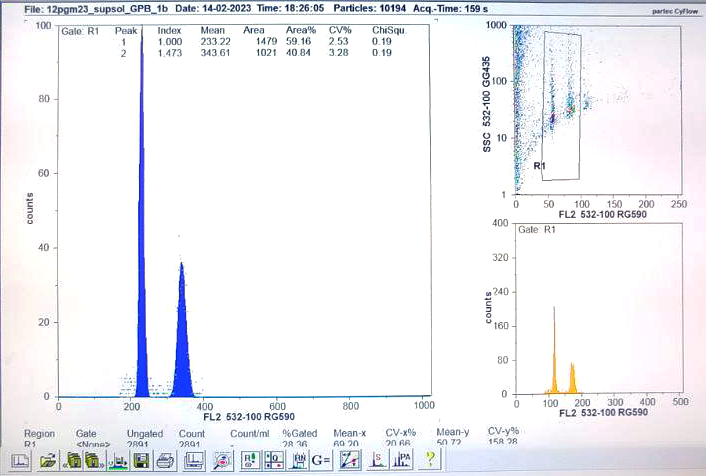 File: 12pgm23_supsol_GPB_1b Date: 14-02-2023 Time: 18:26:05 Particles: 10194 Acq.-Time: 159 s
partec CyFlow
Gate: R1 Peak Index Mean Area Area% CV% ChiSqu.
1 1.000 233.22 1479 59.16 2.53 0.19
2 1.473 343.61 1021 40.84 3.28 0.19
100
80
60
40
20
0
counts
0 200 400 600 800 1000
FL2 532-100 RG590
1000
100
10
1
SSC 532-100 GG435
R1
0 50 100 150 200 250
FL2 532-100 RG590
Gate: R1
400
320
240
160
80
0
counts
0 100 200 300 400 500
FL2 532-100 RG590
Region Gate Ungated Count Count/ml %Gated Mean-x CV-x% Mean-y CV-y%
R1 <None> 2891 2891 28.36 69.20 20.66 50.72 158.28
G=
PA
?